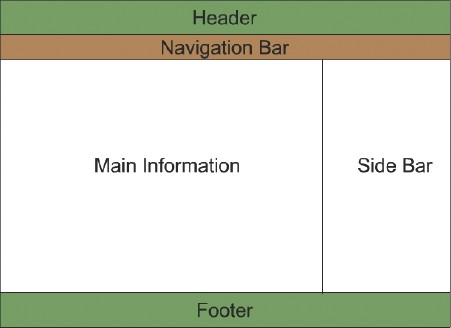 Header
Navigation Bar
Main Information
Side Bar
Footer